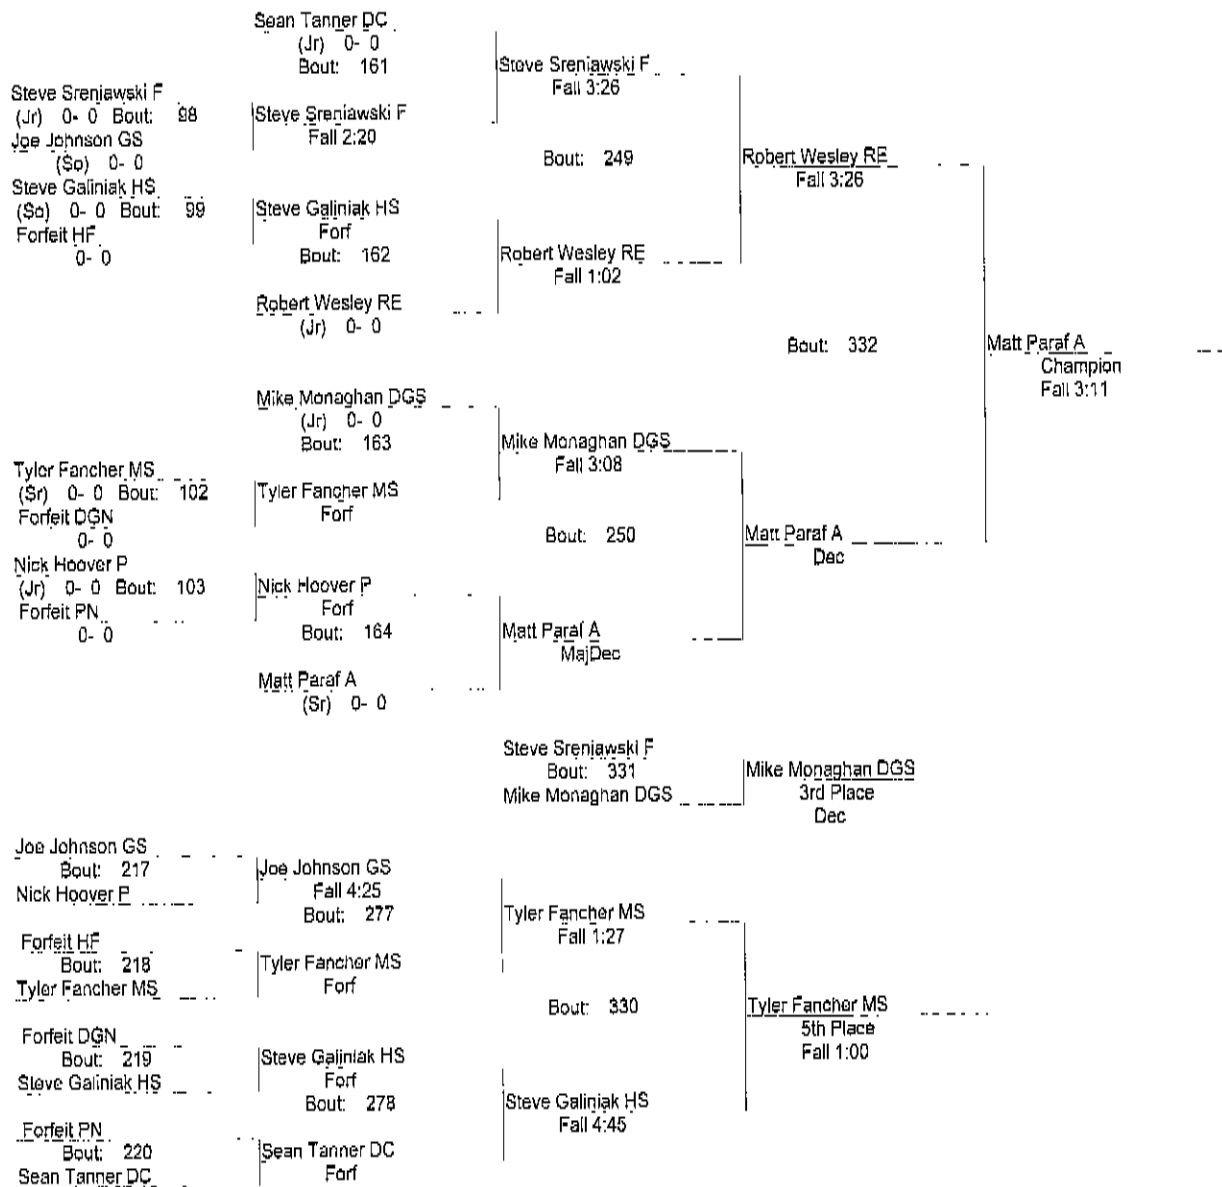 Sean Tanner DC
(Jr) 0- 0
Bout: 161
Steve Sreniawski F
Fall 3:26
Steve Sreniawski F
(Jr) 0- 0 Bout: 98
Steve Sreniawski F
Fall 2:20
Joe Johnson GS
(So) 0- 0
Bout: 249
Robert Wesley RE
Fall 3:26
Steve Galiniak HS
(So) 0- 0 Bout: 99
Steve Galiniak HS
Forf
Bout: 162
Forfeit HF
0- 0
Robert Wesley RE
Fall 1:02
Robert Wesley RE
(Jr) 0- 0
Bout: 332
Matt Paraf A
Champion
Fall 3:11
Mike Monaghan DGS
(Jr) 0- 0
Bout: 163
Mike Monaghan DGS
Fall 3:08
Tyler Fancher MS
(Sr) 0- 0 Bout: 102
Tyler Fancher MS
Forf
Forfeit DGN
0- 0
Bout: 250
Matt Paraf A
Dec
Nick Hoover P
(Jr) 0- 0 Bout: 103
Nick Hoover P
Forf
Bout: 164
Forfeit PN
0- 0
Matt Paraf A
MajDec
Matt Paraf A
(Sr) 0- 0
Steve Sreniawski F
Bout: 331
Mike Monaghan DGS
Mike Monaghan DGS
3rd Place
Dec
Joe Johnson GS
Bout: 217
Nick Hoover P
Joe Johnson GS
Fall 4:25
Bout: 277
Tyler Fancher MS
Fall 1:27
Forfeit HF
Bout: 218
Tyler Fancher MS
Tyler Fancher MS
Forf
Bout: 330
Tyler Fancher MS
5th Place
Fall 1:00
Forfeit DGN
Bout: 219
Steve Galiniak HS
Steve Galiniak HS
Forf
Bout: 278
Steve Galiniak HS
Fall 4:45
Forfeit PN
Bout: 220
Sean Tanner DC
Sean Tanner DC
Forf